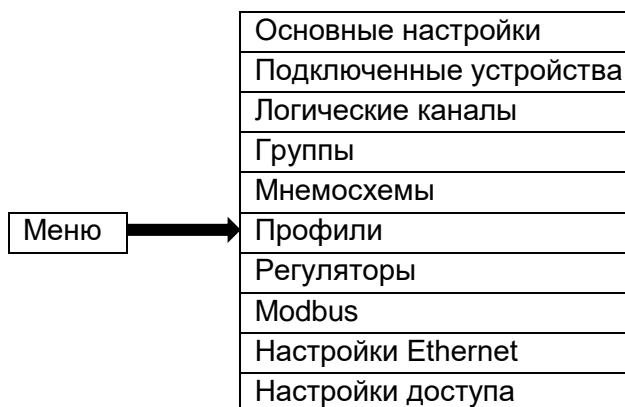 Основные настройки
Подключенные устройства
Логические каналы
Группы
Мнемосхемы
Меню
Профили
Регуляторы
Modbus
Настройки Ethernet
Настройки доступа